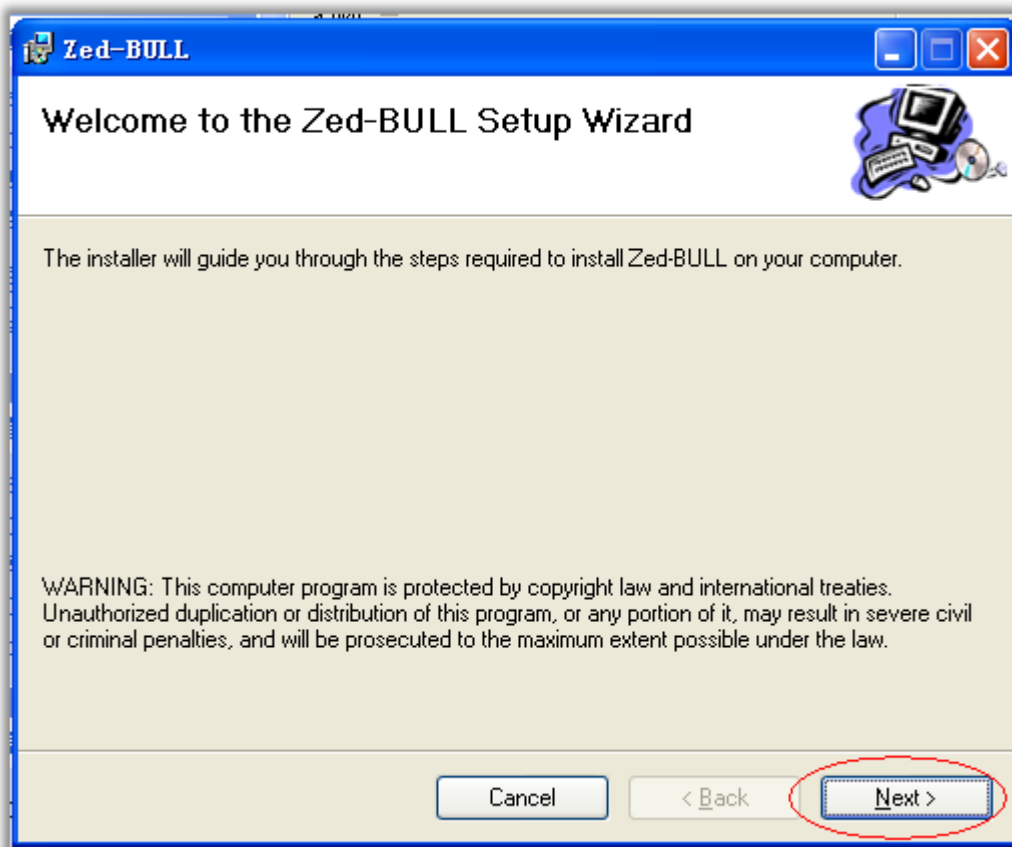 Zed-BULL
Welcome to the Zed-BULL Setup Wizard
The installer will guide you through the steps required to install Zed-BULL on your computer.
WARNING: This computer program is protected by copyright law and international treaties.
Unauthorized duplication or distribution of this program, or any portion of it, may result in severe civil
or criminal penalties, and will be prosecuted to the maximum extent possible under the law.
Cancel
< Back
Next >